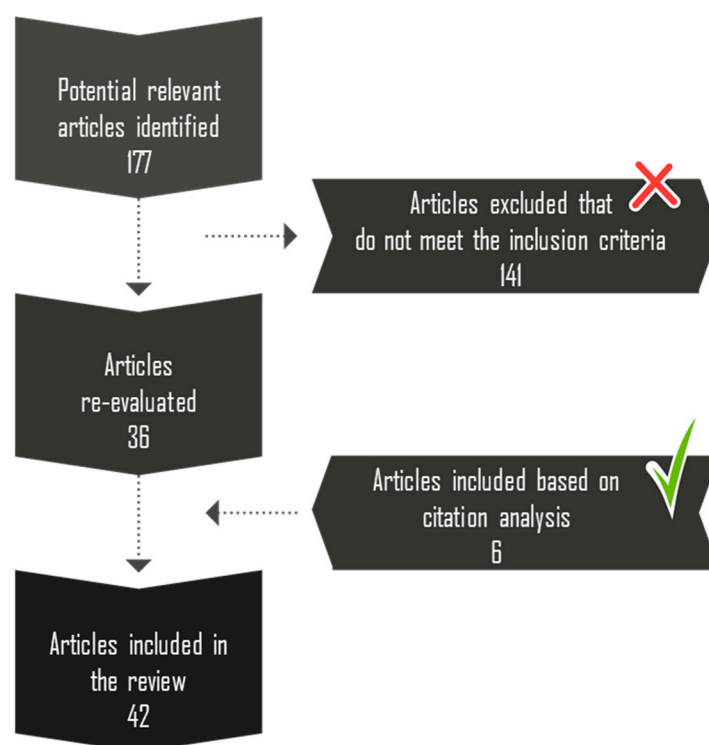 Potential relevant
articles identified
177
Articles excluded that
do not meet the inclusion criteria
141
Articles
re-evaluated
36
Articles included based on
citation analysis
6
Articles included in
the review
42